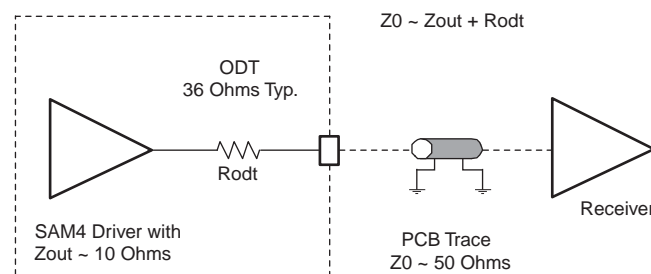 Z0 ~ Zout + Rodt
ODT
36 Ohms Typ.
Rodt
Receiver
SAM4 Driver with
Zout ~ 10 Ohms
PCB Trace
Z0 ~ 50 Ohms